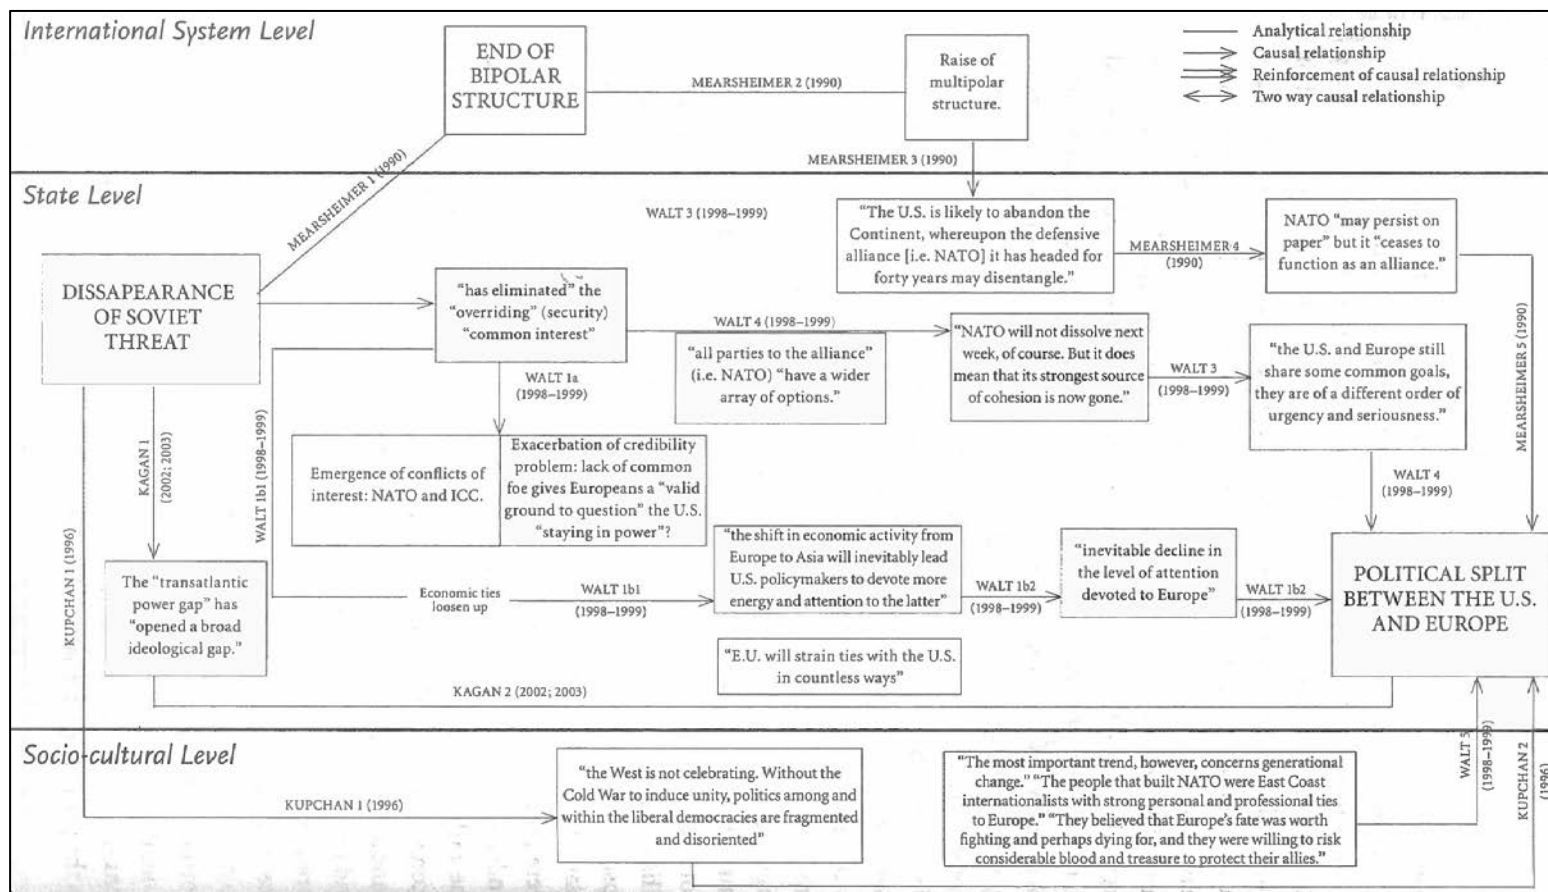 International System Level
END OF
BIPOLAR
STRUCTURE
MEARSHEIMER 2 (1990)
Raise of
multipolar
structure.
Analytical relationship
Causal relationship
Reinforcement of causal relationship
Two way causal relationship
MEARSHEIMER 1 (1990)
MEARSHEIMER 3 (1990)
State Level
WALT 3 (1998–1999)
“The U.S. is likely to abandon the
Continent, whereupon the defensive
alliance [i.e. NATO] it has headed for
forty years may disentangle.”
MEARSHEIMER 4
(1990)
NATO “may persist on
paper” but it “ceases to
function as an alliance.”
DISSAPEARANCE
OF SOVIET
THREAT
“has eliminated” the
“overriding” (security)
“common interest”
WALT 4 (1998–1999)
“all parties to the alliance”
(i.e. NATO) “have a wider
array of options.”
“NATO will not dissolve next
week, of course. But it does
mean that its strongest source
of cohesion is now gone.”
WALT 3
(1998–1999)
“the U.S. and Europe still
share some common goals,
they are of a different order of
urgency and seriousness.”
MEARSHEIMER 5 (1990)
WALT 1a
(1998–1999)
KAGAN 1
(2002; 2003)
WALT 1b1 (1998–1999)
Emergence of conflicts of
interest: NATO and ICC.
Exacerbation of credibility
problem: lack of common
foe gives Europeans a “valid
ground to question” the U.S.
“staying in power”?
WALT 4
(1998–1999)
KUPCHAN 1 (1996)
The “transatlantic
power gap” has
“opened a broad
ideological gap.”
Economic ties
loosen up
WALT 1b1
(1998–1999)
“the shift in economic activity from
Europe to Asia will inevitably lead
U.S. policymakers to devote more
energy and attention to the latter”
WALT 1b2
(1998–1999)
“inevitable decline in
the level of attention
devoted to Europe”
WALT 1b2
(1998–1999)
POLITICAL SPLIT
BETWEEN THE U.S.
AND EUROPE
“E.U. will strain ties with the U.S.
in countless ways”
KAGAN 2 (2002; 2003)
Socio-cultural Level
KUPCHAN 1 (1996)
“the West is not celebrating. Without the
Cold War to induce unity, politics among and
within the liberal democracies are fragmented
and disoriented”
“The most important trend, however, concerns generational
change.” “The people that built NATO were East Coast
internationalists with strong personal and professional ties
to Europe.” “They believed that Europe’s fate was worth
fighting and perhaps dying for, and they were willing to risk
considerable blood and treasure to protect their allies.”
WALT 5
(1998–1999)
KUPCHAN 2
(1996)